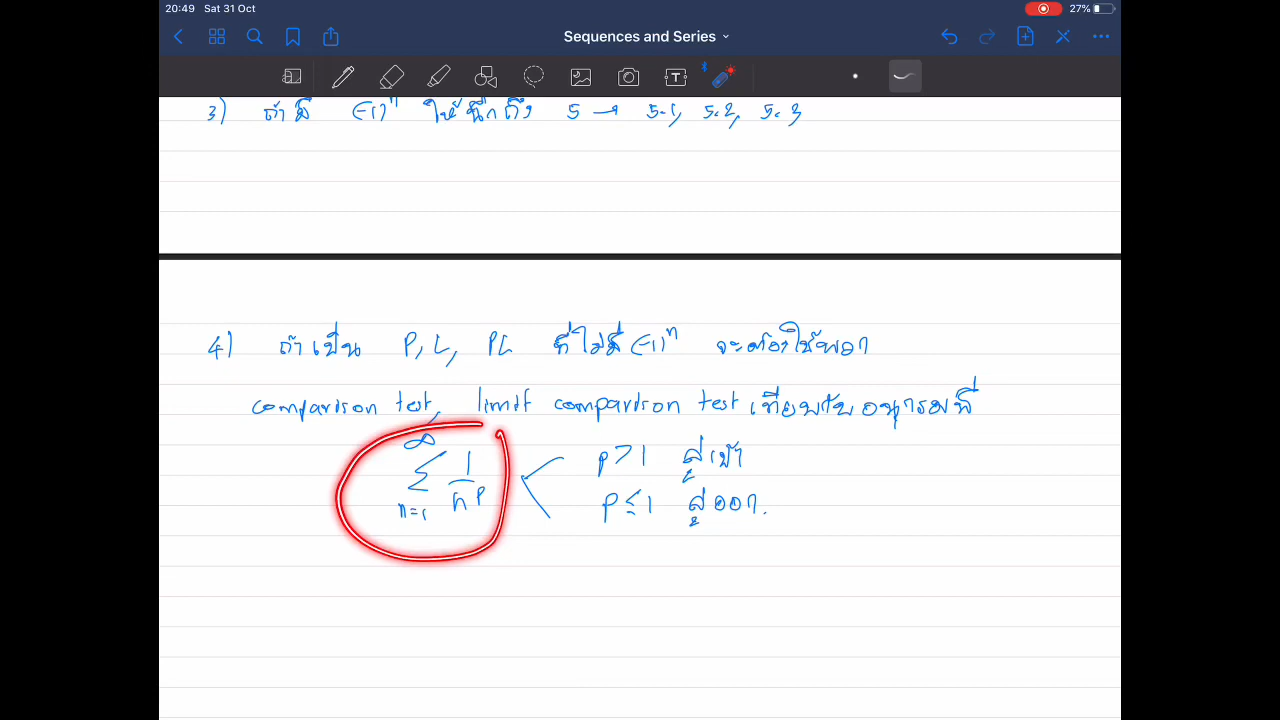 20:49 Sat 31 Oct 27%
Sequences and Series
3) ถ้ามี (-1)ⁿ ให้นึกถึง 5 → 5.1, 5.2, 5.3
4) ถ้าเป็น P, L, PL ที่ไม่มี (-1)ⁿ จะต้องใช้พวก
comparison test, limit comparison test เทียบกับอนุกรมพี
∞
∑ 1/n^p < p > 1 ลู่เข้า
n=1 p ≤ 1 ลู่ออก.